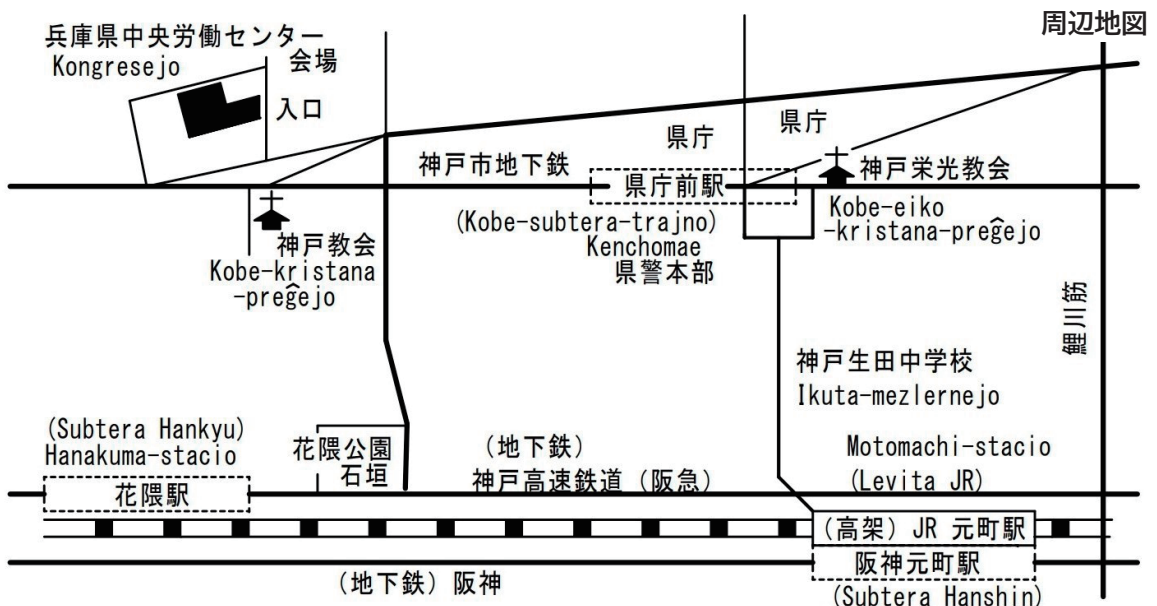 周辺地図
兵庫県中央労働センター
Kongresejo
会場
入口
県庁
県庁
神戸市地下鉄
県庁前駅
神戸栄光教会
(Kobe-subtera-trajno)
Kenchomae
県警本部
Kobe-eiko
-kristana-preĝejo
神戸教会
Kobe-kristana
-preĝejo
鯉川筋
神戸生田中学校
Ikuta-mezlernejo
(Subtera Hankyu)
Hanakuma-stacio
花隈駅
花隈公園
石垣
(地下鉄)
神戸高速鉄道(阪急)
Motomachi-stacio
(Levita JR)
(高架)JR 元町駅
阪神元町駅
(地下鉄)阪神
(Subtera Hanshin)